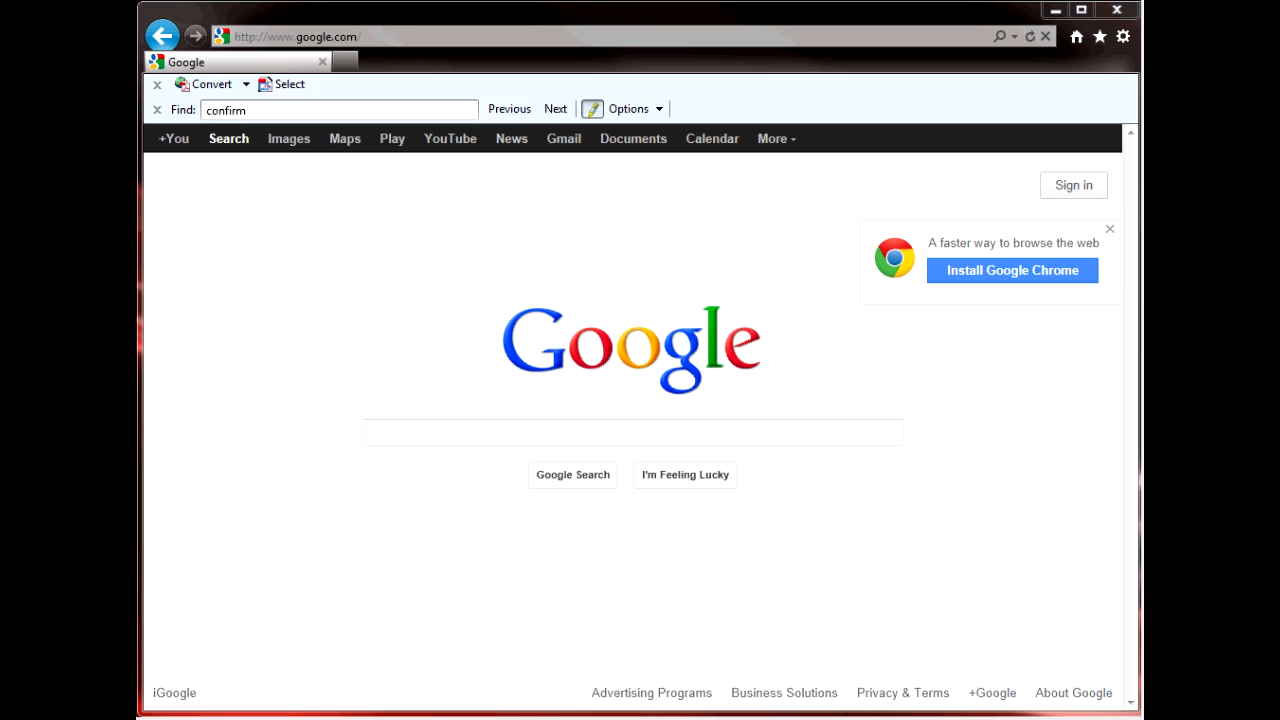 http://www.google.com/
Google
Convert Select
Find: confirm Previous Next Options
+You Search Images Maps Play YouTube News Gmail Documents Calendar More
Sign in
A faster way to browse the web
Install Google Chrome
Google
Google Search I'm Feeling Lucky
iGoogle Advertising Programs Business Solutions Privacy & Terms +Google About Google